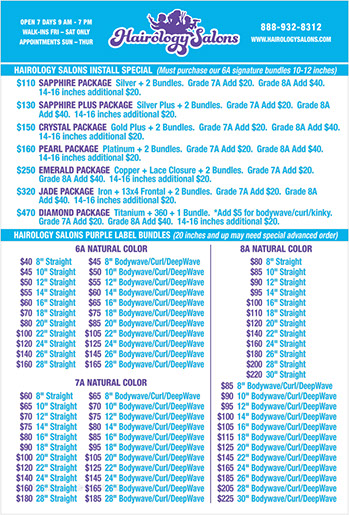 OPEN 7 DAYS 9 AM - 7 PM
WALK-INS FRI – SAT ONLY
APPOINTMENTS SUN – THUR
Hairology Salons
888-932-8312
WWW.HAIROLOGYSALONS.COM
HAIROLOGY SALONS INSTALL SPECIAL (Must purchase our 6A signature bundles 10-12 inches)
$110 SAPPHIRE PACKAGE Silver + 2 Bundles. Grade 7A Add $20. Grade 8A Add $40.
14-16 inches additional $20.
$130 SAPPHIRE PLUS PACKAGE Silver Plus + 2 Bundles. Grade 7A Add $20. Grade 8A
Add $40. 14-16 inches additional $20.
$150 CRYSTAL PACKAGE Gold Plus + 2 Bundles. Grade 7A Add $20. Grade 8A Add $40.
14-16 inches additional $20.
$160 PEARL PACKAGE Platinum + 2 Bundles. Grade 7A Add $20. Grade 8A Add $40.
14-16 inches additional $20.
$250 EMERALD PACKAGE Copper + Lace Closure + 2 Bundles. Grade 7A Add $20.
Grade 8A Add $40. 14-16 inches additional $20.
$320 JADE PACKAGE Iron + 13x4 Frontal + 2 Bundles. Grade 7A Add $20. Grade 8A
Add $40. 14-16 inches additional $20.
$470 DIAMOND PACKAGE Titanium + 360 + 1 Bundle. *Add $5 for bodywave/curl/kinky.
Grade 7A Add $20. Grade 8A Add $40. 14-16 inches additional $20.
HAIROLOGY SALONS PURPLE LABEL BUNDLES (20 inches and up may need special advanced order)
6A NATURAL COLOR
$40 8" Straight $45 8" Bodywave/Curl/DeepWave
$45 10" Straight $50 10" Bodywave/Curl/DeepWave
$50 12" Straight $55 12" Bodywave/Curl/DeepWave
$55 14" Straight $60 14" Bodywave/Curl/DeepWave
$60 16" Straight $65 16" Bodywave/Curl/DeepWave
$70 18" Straight $75 18" Bodywave/Curl/DeepWave
$80 20" Straight $85 20" Bodywave/Curl/DeepWave
$100 22" Straight $105 22" Bodywave/Curl/DeepWave
$120 24" Straight $125 24" Bodywave/Curl/DeepWave
$140 26" Straight $145 26" Bodywave/Curl/DeepWave
$160 28" Straight $165 28" Bodywave/Curl/DeepWave
7A NATURAL COLOR
$60 8" Straight $65 8" Bodywave/Curl/DeepWave
$65 10" Straight $70 10" Bodywave/Curl/DeepWave
$70 12" Straight $75 12" Bodywave/Curl/DeepWave
$75 14" Straight $80 14" Bodywave/Curl/DeepWave
$80 16" Straight $85 16" Bodywave/Curl/DeepWave
$90 18" Straight $95 18" Bodywave/Curl/DeepWave
$100 20" Straight $105 20" Bodywave/Curl/DeepWave
$120 22" Straight $125 22" Bodywave/Curl/DeepWave
$140 24" Straight $145 24" Bodywave/Curl/DeepWave
$160 26" Straight $165 26" Bodywave/Curl/DeepWave
$180 28" Straight $185 28" Bodywave/Curl/DeepWave
8A NATURAL COLOR
$80 8" Straight
$85 10" Straight
$90 12" Straight
$95 14" Straight
$100 16" Straight
$110 18" Straight
$120 20" Straight
$140 22" Straight
$160 24" Straight
$180 26" Straight
$200 28" Straight
$220 30" Straight
$85 8" Bodywave/Curl/DeepWave
$90 10" Bodywave/Curl/DeepWave
$95 12" Bodywave/Curl/DeepWave
$100 14" Bodywave/Curl/DeepWave
$105 16" Bodywave/Curl/DeepWave
$115 18" Bodywave/Curl/DeepWave
$125 20" Bodywave/Curl/DeepWave
$145 22" Bodywave/Curl/DeepWave
$165 24" Bodywave/Curl/DeepWave
$185 26" Bodywave/Curl/DeepWave
$205 28" Bodywave/Curl/DeepWave
$225 30" Bodywave/Curl/DeepWave